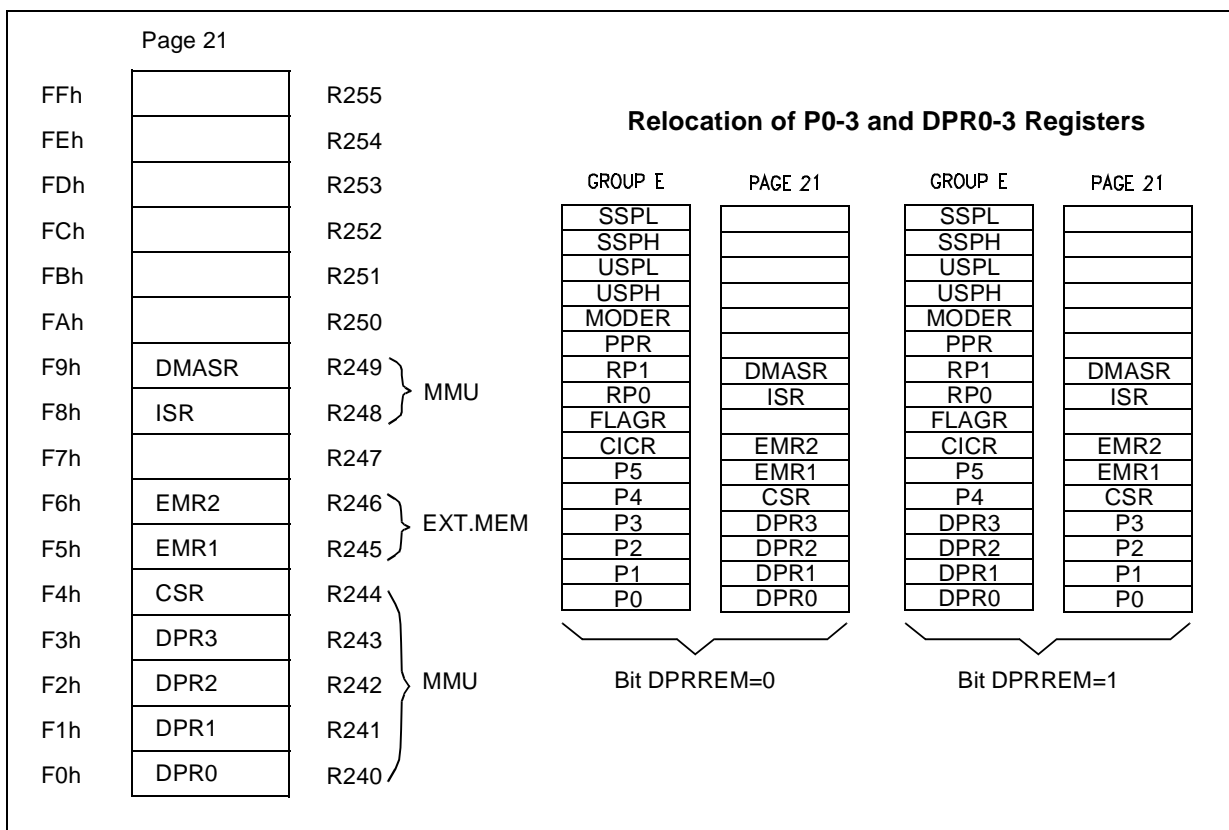 Page 21
FFh R255
FEh R254
FDh R253
FCh R252
FBh R251
FAh R250
F9h DMASR R249
F8h ISR R248
MMU
F7h R247
F6h EMR2 R246
F5h EMR1 R245
EXT.MEM
F4h CSR R244
F3h DPR3 R243
F2h DPR2 R242
MMU
F1h DPR1 R241
F0h DPR0 R240
Relocation of P0-3 and DPR0-3 Registers
GROUP E PAGE 21 GROUP E PAGE 21
SSPL SSPL
SSPH SSPH
USPL USPL
USPH USPH
MODER MODER
PPR PPR
RP1 DMASR RP1 DMASR
RP0 ISR RP0 ISR
FLAGR FLAGR
CICR EMR2 CICR EMR2
P5 EMR1 P5 EMR1
P4 CSR P4 CSR
P3 DPR3 DPR3 P3
P2 DPR2 DPR2 P2
P1 DPR1 DPR1 P1
P0 DPR0 DPR0 P0
Bit DPRREM=0 Bit DPRREM=1